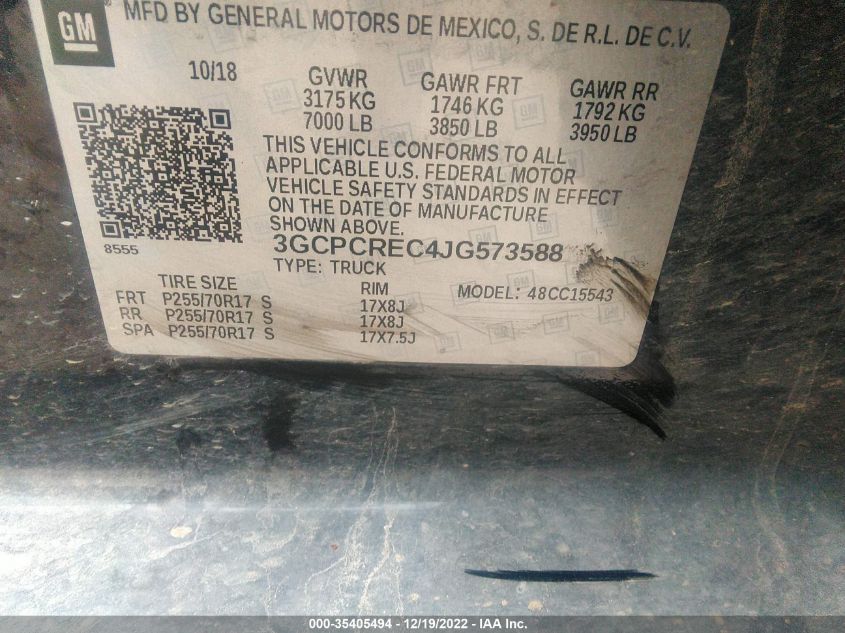 GM ® MFD BY GENERAL MOTORS DE MEXICO, S. DE R.L. DE C.V.
10/18 GVWR GAWR FRT GAWR RR
3175 KG 1746 KG 1792 KG
7000 LB 3850 LB 3950 LB
THIS VEHICLE CONFORMS TO ALL
APPLICABLE U.S. FEDERAL MOTOR
VEHICLE SAFETY STANDARDS IN EFFECT
ON THE DATE OF MANUFACTURE
SHOWN ABOVE.
8555
3GCPCREC4JG573588
TYPE: TRUCK
TIRE SIZE RIM MODEL: 48CC15543
FRT P255/70R17 S 17X8J
RR P255/70R17 S 17X8J
SPA P255/70R17 S 17X7.5J
000-35405494 - 12/19/2022 - IAA Inc.